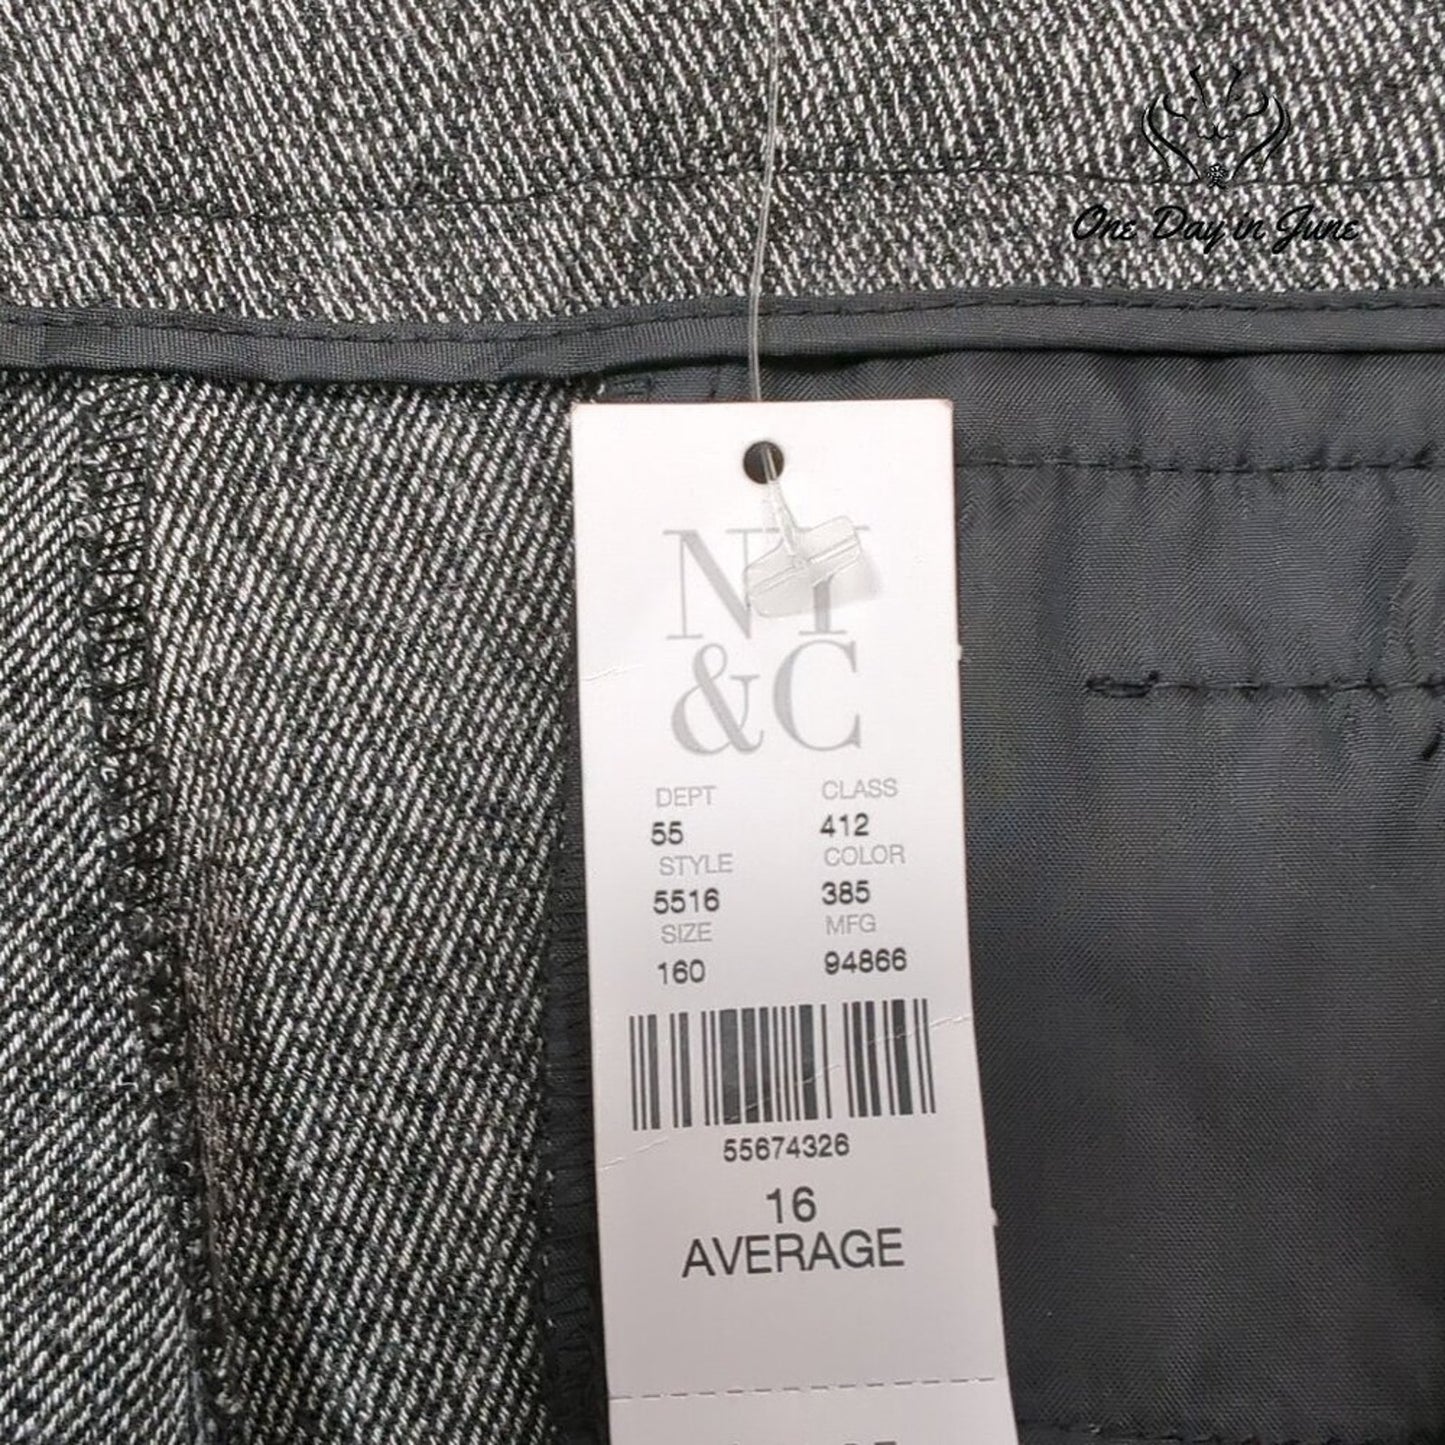 One Day in June
NY
&C
DEPT CLASS
55 412
STYLE COLOR
5516 385
SIZE MFG
160 94866
55674326
16
AVERAGE